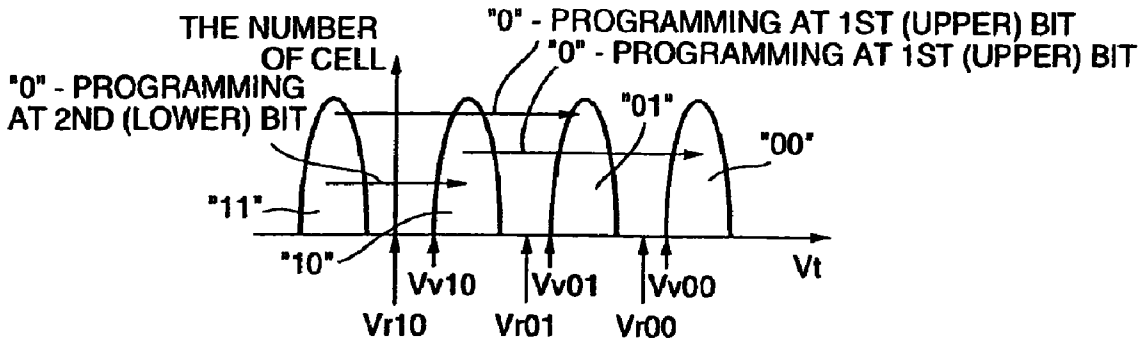 THE NUMBER
OF CELL
"0" - PROGRAMMING AT 1ST (UPPER) BIT
"0" - PROGRAMMING AT 1ST (UPPER) BIT
"0" - PROGRAMMING
AT 2ND (LOWER) BIT
"01"
"00"
"11"
"10"
Vt
Vv10
Vv01
Vv00
Vr10
Vr01
Vr00